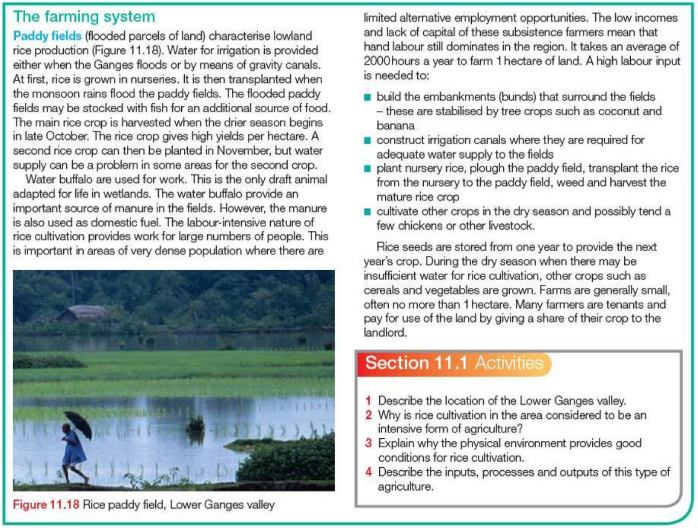 The farming system
Paddy fields (flooded parcels of land) characterise lowland
rice production (Figure 11.18). Water for irrigation is provided
either when the Ganges floods or by means of gravity canals.
At first, rice is grown in nurseries. It is then transplanted when
the monsoon rains flood the paddy fields. The flooded paddy
fields may be stocked with fish for an additional source of food.
The main rice crop is harvested when the drier season begins
in late October. The rice crop gives high yields per hectare. A
second rice crop can then be planted in November, but water
supply can be a problem in some areas for the second crop.
Water buffalo are used for work. This is the only draft animal
adapted for life in wetlands. The water buffalo provide an
important source of manure in the fields. However, the manure
is also used as domestic fuel. The labour-intensive nature of
rice cultivation provides work for large numbers of people. This
is important in areas of very dense population where there are
Figure 11.18 Rice paddy field, Lower Ganges valley
limited alternative employment opportunities. The low incomes
and lack of capital of these subsistence farmers mean that
hand labour still dominates in the region. It takes an average of
2000 hours a year to farm 1 hectare of land. A high labour input
is needed to:
■ build the embankments (bunds) that surround the fields
– these are stabilised by tree crops such as coconut and
banana
■ construct irrigation canals where they are required for
adequate water supply to the fields
■ plant nursery rice, plough the paddy field, transplant the rice
from the nursery to the paddy field, weed and harvest the
mature rice crop
■ cultivate other crops in the dry season and possibly tend a
few chickens or other livestock.
Rice seeds are stored from one year to provide the next
year's crop. During the dry season when there may be
insufficient water for rice cultivation, other crops such as
cereals and vegetables are grown. Farms are generally small,
often no more than 1 hectare. Many farmers are tenants and
pay for use of the land by giving a share of their crop to the
landlord.
Section 11.1 Activities
1 Describe the location of the Lower Ganges valley.
2 Why is rice cultivation in the area considered to be an
intensive form of agriculture?
3 Explain why the physical environment provides good
conditions for rice cultivation.
4 Describe the inputs, processes and outputs of this type of
agriculture.